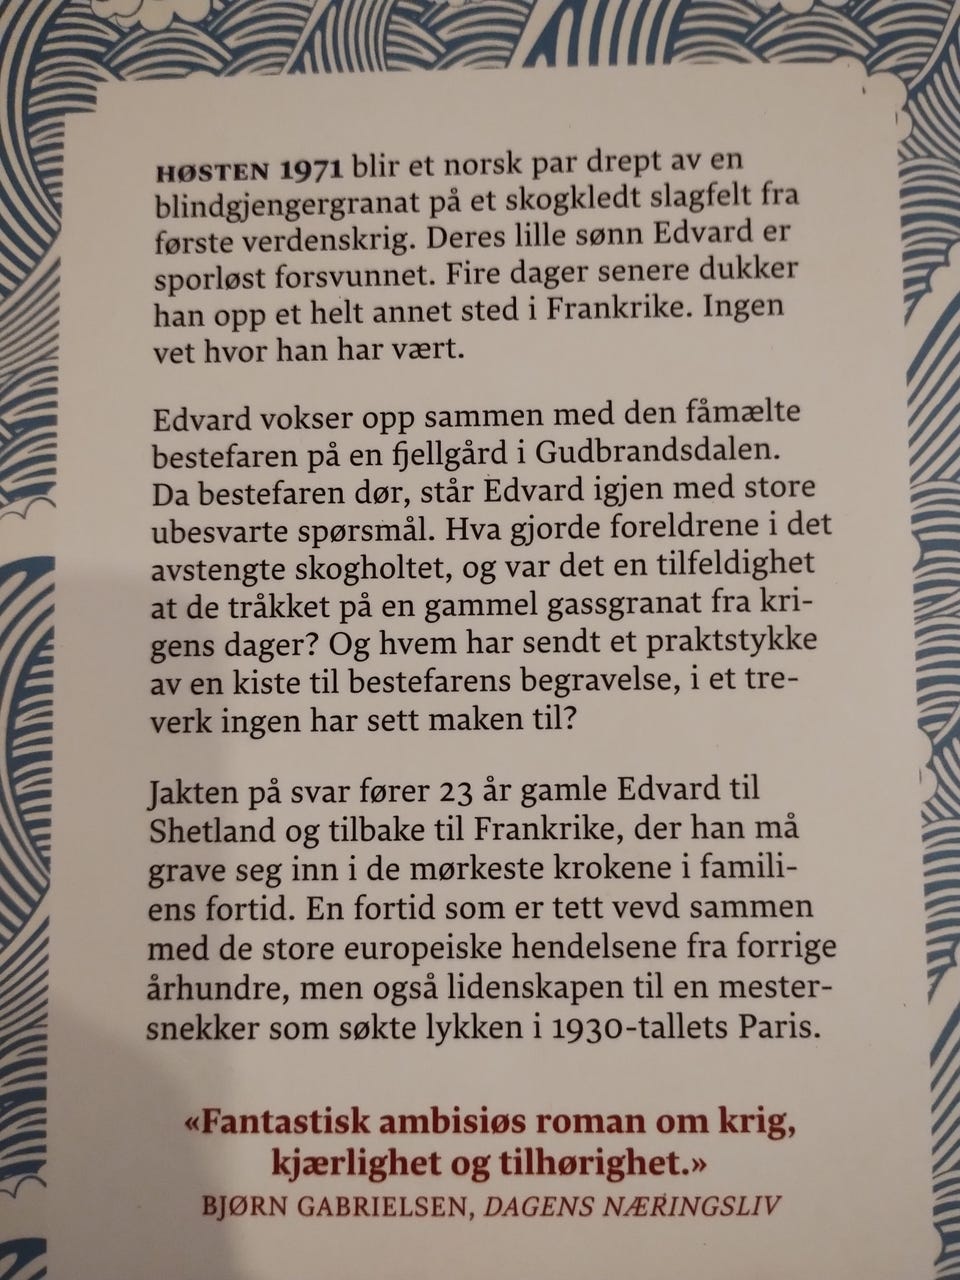 HØSTEN 1971 blir et norsk par drept av en
blindgjengergranat på et skogkledt slagfelt fra
første verdenskrig. Deres lille sønn Edvard er
sporløst forsvunnet. Fire dager senere dukker
han opp et helt annet sted i Frankrike. Ingen
vet hvor han har vært.
Edvard vokser opp sammen med den fåmælte
bestefaren på en fjellgård i Gudbrandsdalen.
Da bestefaren dør, står Edvard igjen med store
ubesvarte spørsmål. Hva gjorde foreldrene i det
avstengte skogholtet, og var det en tilfeldighet
at de tråkket på en gammel gassgranat fra kri-
gens dager? Og hvem har sendt et praktstykke
av en kiste til bestefarens begravelse, i et tre-
verk ingen har sett maken til?
Jakten på svar fører 23 år gamle Edvard til
Shetland og tilbake til Frankrike, der han må
grave seg inn i de mørkeste krokene i famili-
ens fortid. En fortid som er tett vevd sammen
med de store europeiske hendelsene fra forrige
århundre, men også lidenskapen til en mester-
snekker som søkte lykken i 1930-tallets Paris.
«Fantastisk ambisiøs roman om krig,
kjærlighet og tilhørighet.»
BJØRN GABRIELSEN, DAGENS NÆRINGSLIV